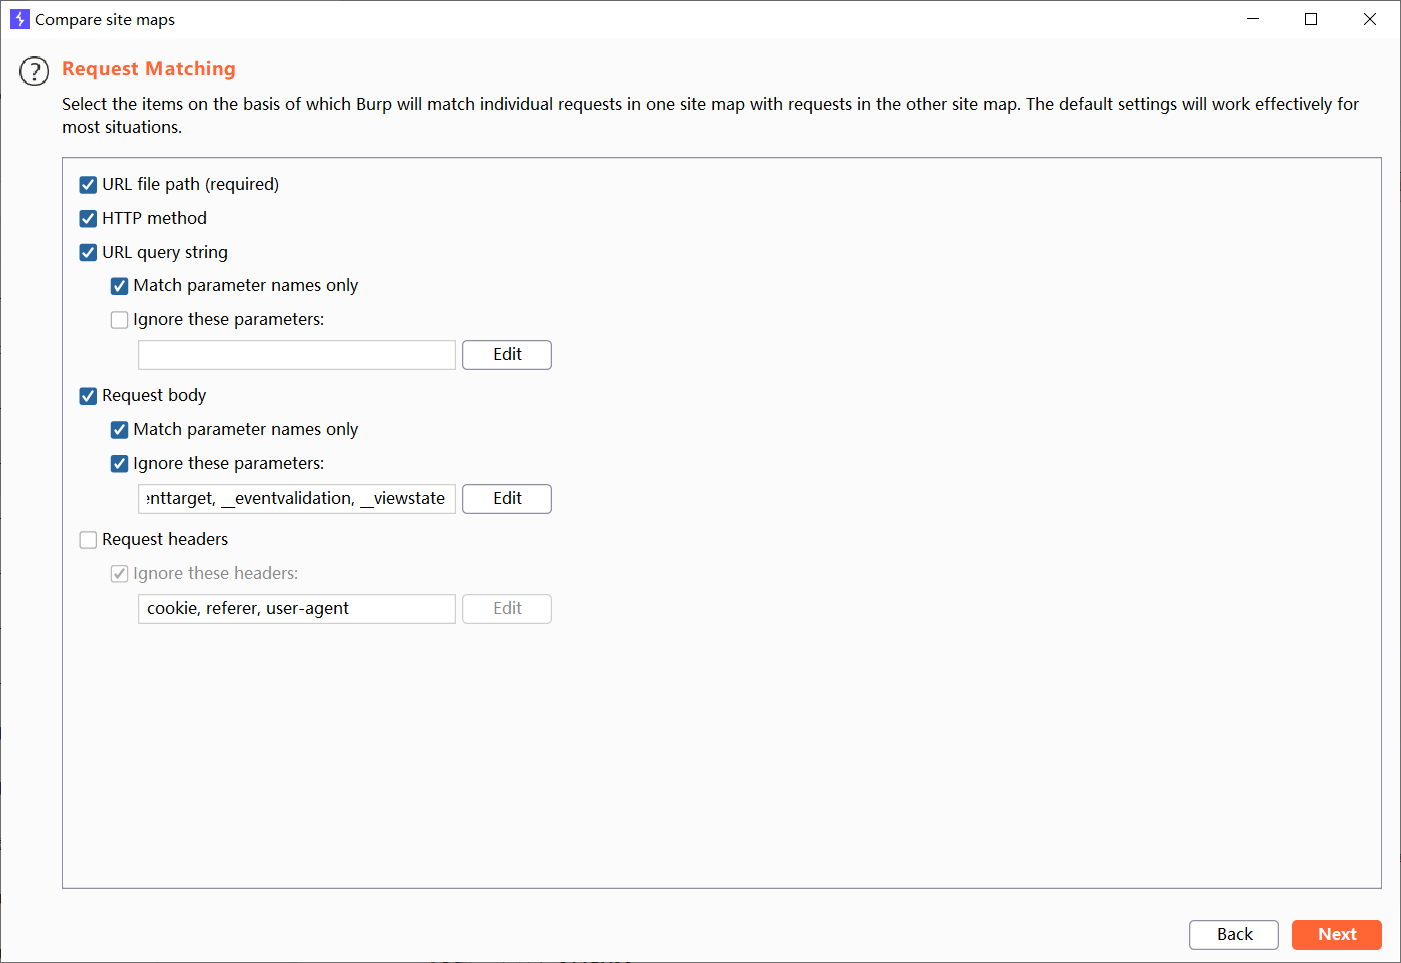 Compare site maps
Request Matching
Select the items on the basis of which Burp will match individual requests in one site map with requests in the other site map. The default settings will work effectively for
most situations.
URL file path (required)
HTTP method
URL query string
Match parameter names only
Ignore these parameters:
Edit
Request body
Match parameter names only
Ignore these parameters:
enttarget, __eventvalidation, __viewstate
Edit
Request headers
Ignore these headers:
cookie, referer, user-agent
Edit
Back
Next